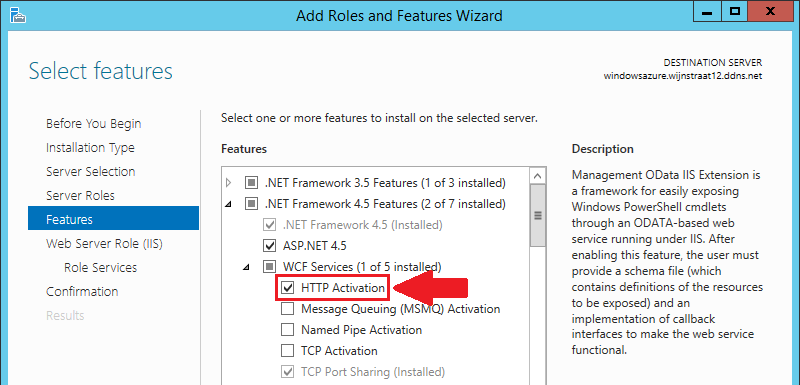 Add Roles and Features Wizard
Select features
DESTINATION SERVER
windowsazure.wijnstraat12.ddns.net
Before You Begin
Installation Type
Server Selection
Server Roles
Features
Web Server Role (IIS)
Role Services
Confirmation
Results
Select one or more features to install on the selected server.
Features
.NET Framework 3.5 Features (1 of 3 installed)
.NET Framework 4.5 Features (2 of 7 installed)
.NET Framework 4.5 (Installed)
ASP.NET 4.5
WCF Services (1 of 5 installed)
HTTP Activation
Message Queuing (MSMQ) Activation
Named Pipe Activation
TCP Activation
TCP Port Sharing (Installed)
Description
Management OData IIS Extension is
a framework for easily exposing
Windows PowerShell cmdlets
through an ODATA-based web
service running under IIS. After
enabling this feature, the user must
provide a schema file (which
contains definitions of the resources
to be exposed) and an
implementation of callback
interfaces to make the web service
functional.